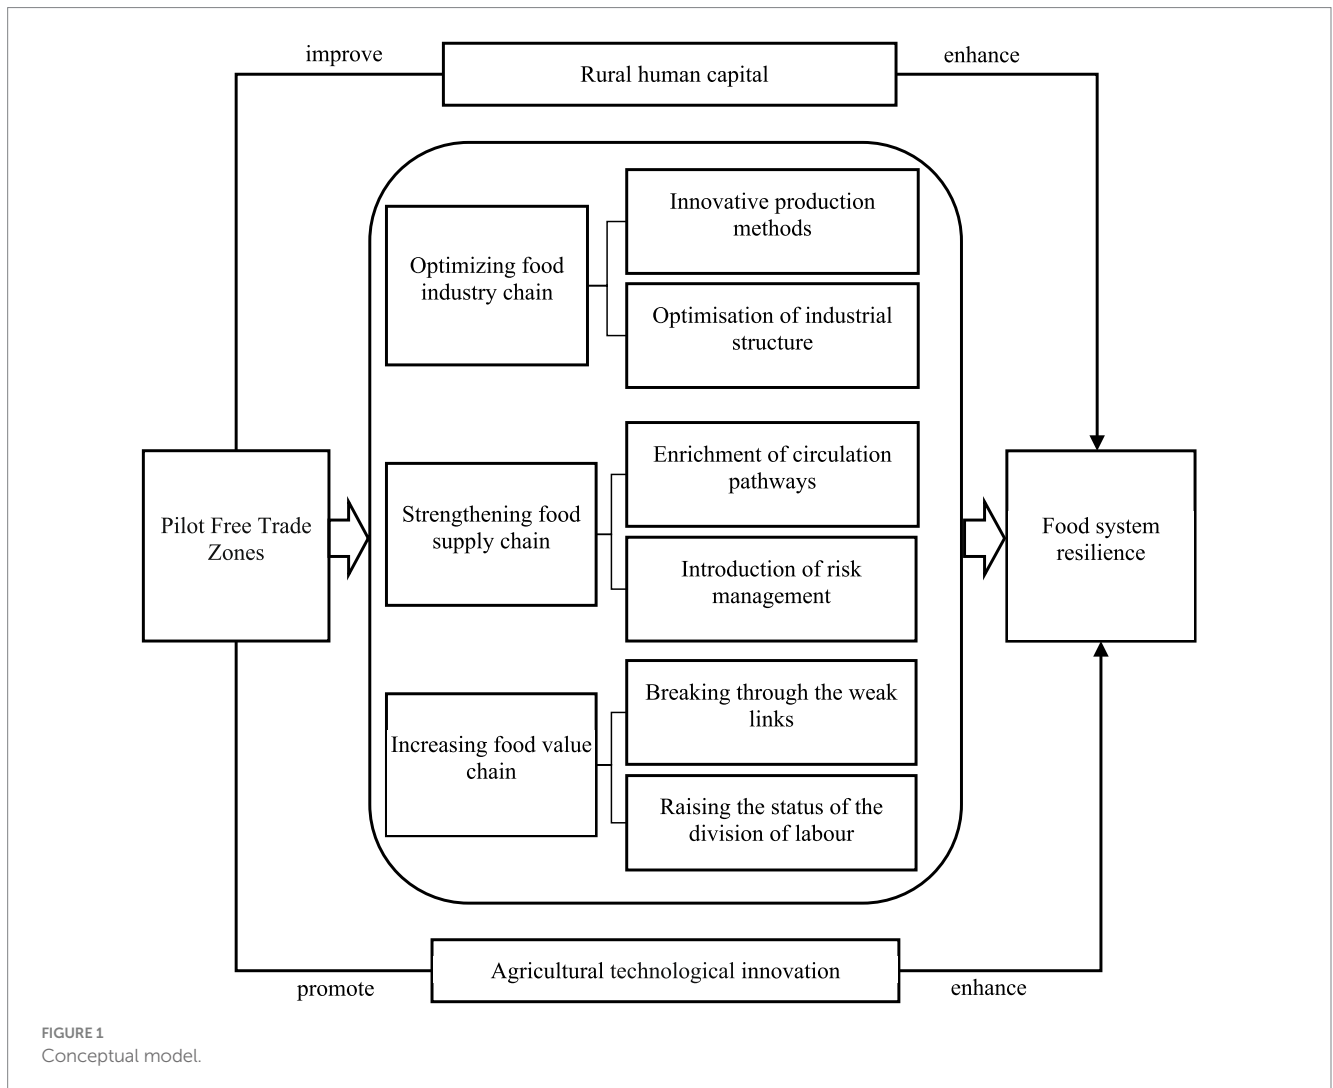 improve
Rural human capital
enhance
Optimizing food
industry chain
Innovative production
methods
Optimisation of industrial
structure
Pilot Free Trade
Zones
Strengthening food
supply chain
Enrichment of circulation
pathways
Introduction of risk
management
Food system
resilience
Increasing food value
chain
Breaking through the weak
links
Raising the status of the
division of labour
promote
Agricultural technological innovation
enhance
FIGURE 1
Conceptual model.